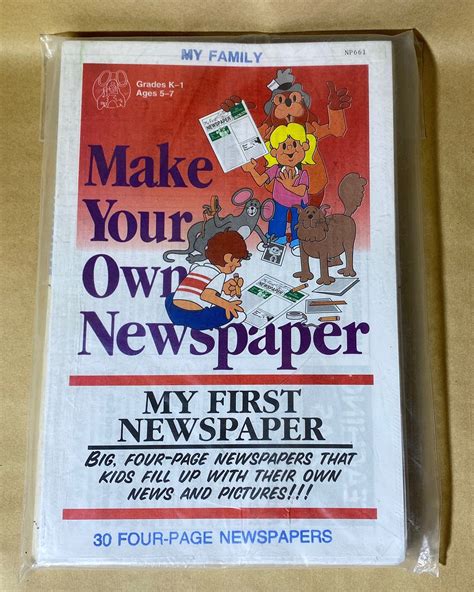 MY FAMILY
NP661
Grades K-1
Ages 5-7
NEWSPAPER
Make
Your
Own
Newspaper
MY FIRST
NEWSPAPER
BIG, FOUR-PAGE NEWSPAPERS THAT
KIDS FILL UP WITH THEIR OWN
NEWS AND PICTURES!!!
30 FOUR-PAGE NEWSPAPERS